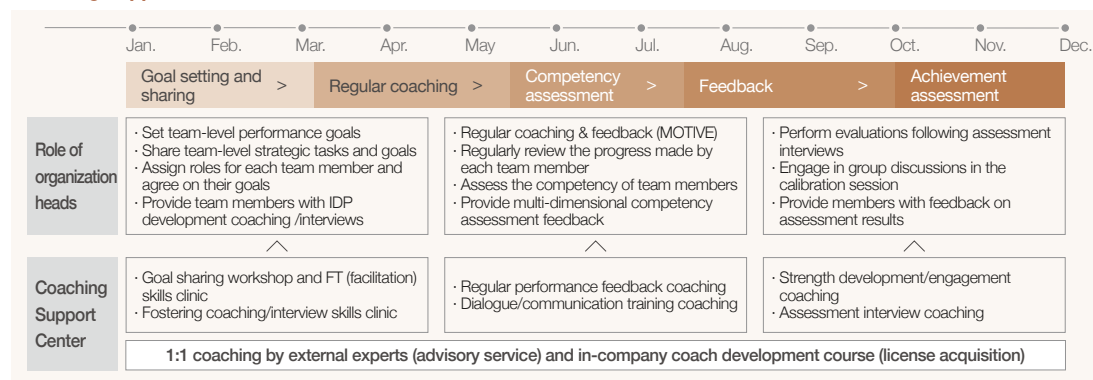 Jan. Feb. Mar. Apr. May Jun. Jul. Aug. Sep. Oct. Nov. Dec.
Goal setting and
sharing
>
Regular coaching >
Competency
assessment
>
Feedback >
Achievement
assessment
Role of
organization
heads
· Set team-level performance goals
· Share team-level strategic tasks and goals
· Assign roles for each team member and
agree on their goals
· Provide team members with IDP
development coaching /interviews
· Regular coaching & feedback (MOTIVE)
· Regularly review the progress made by
each team member
· Assess the competency of team members
· Provide multi-dimensional competency
assessment feedback
· Perform evaluations following assessment
interviews
· Engage in group discussions in the
calibration session
· Provide members with feedback on
assessment results
Coaching
Support
Center
· Goal sharing workshop and FT (facilitation)
skills clinic
· Fostering coaching/interview skills clinic
· Regular performance feedback coaching
· Dialogue/communication training coaching
· Strength development/engagement
coaching
· Assessment interview coaching
1:1 coaching by external experts (advisory service) and in-company coach development course (license acquisition)